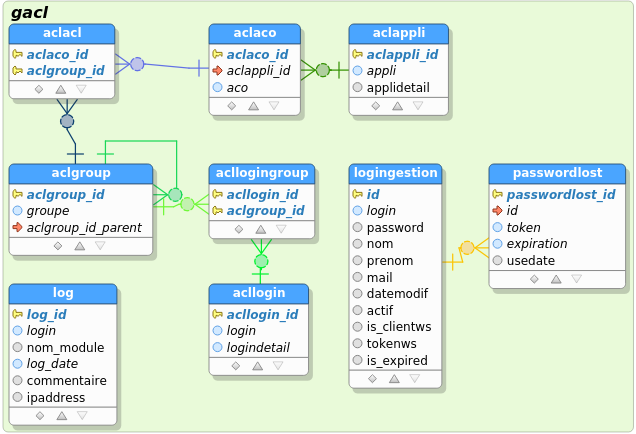 gacl
aclacl
aclaco_id
aclgroup_id
aclaco
aclaco_id
aclappli_id
aco
aclappli
aclappli_id
appli
applidetail
aclgroup
aclgroup_id
groupe
aclgroup_id_parent
acllogingroup
acllogin_id
aclgroup_id
logingestion
id
login
password
nom
prenom
mail
datemodif
actif
is_clientws
tokenws
is_expired
passwordlost
passwordlost_id
id
token
expiration
usedate
log
log_id
login
nom_module
log_date
commentaire
ipaddress
acllogin
acllogin_id
login
logindetail